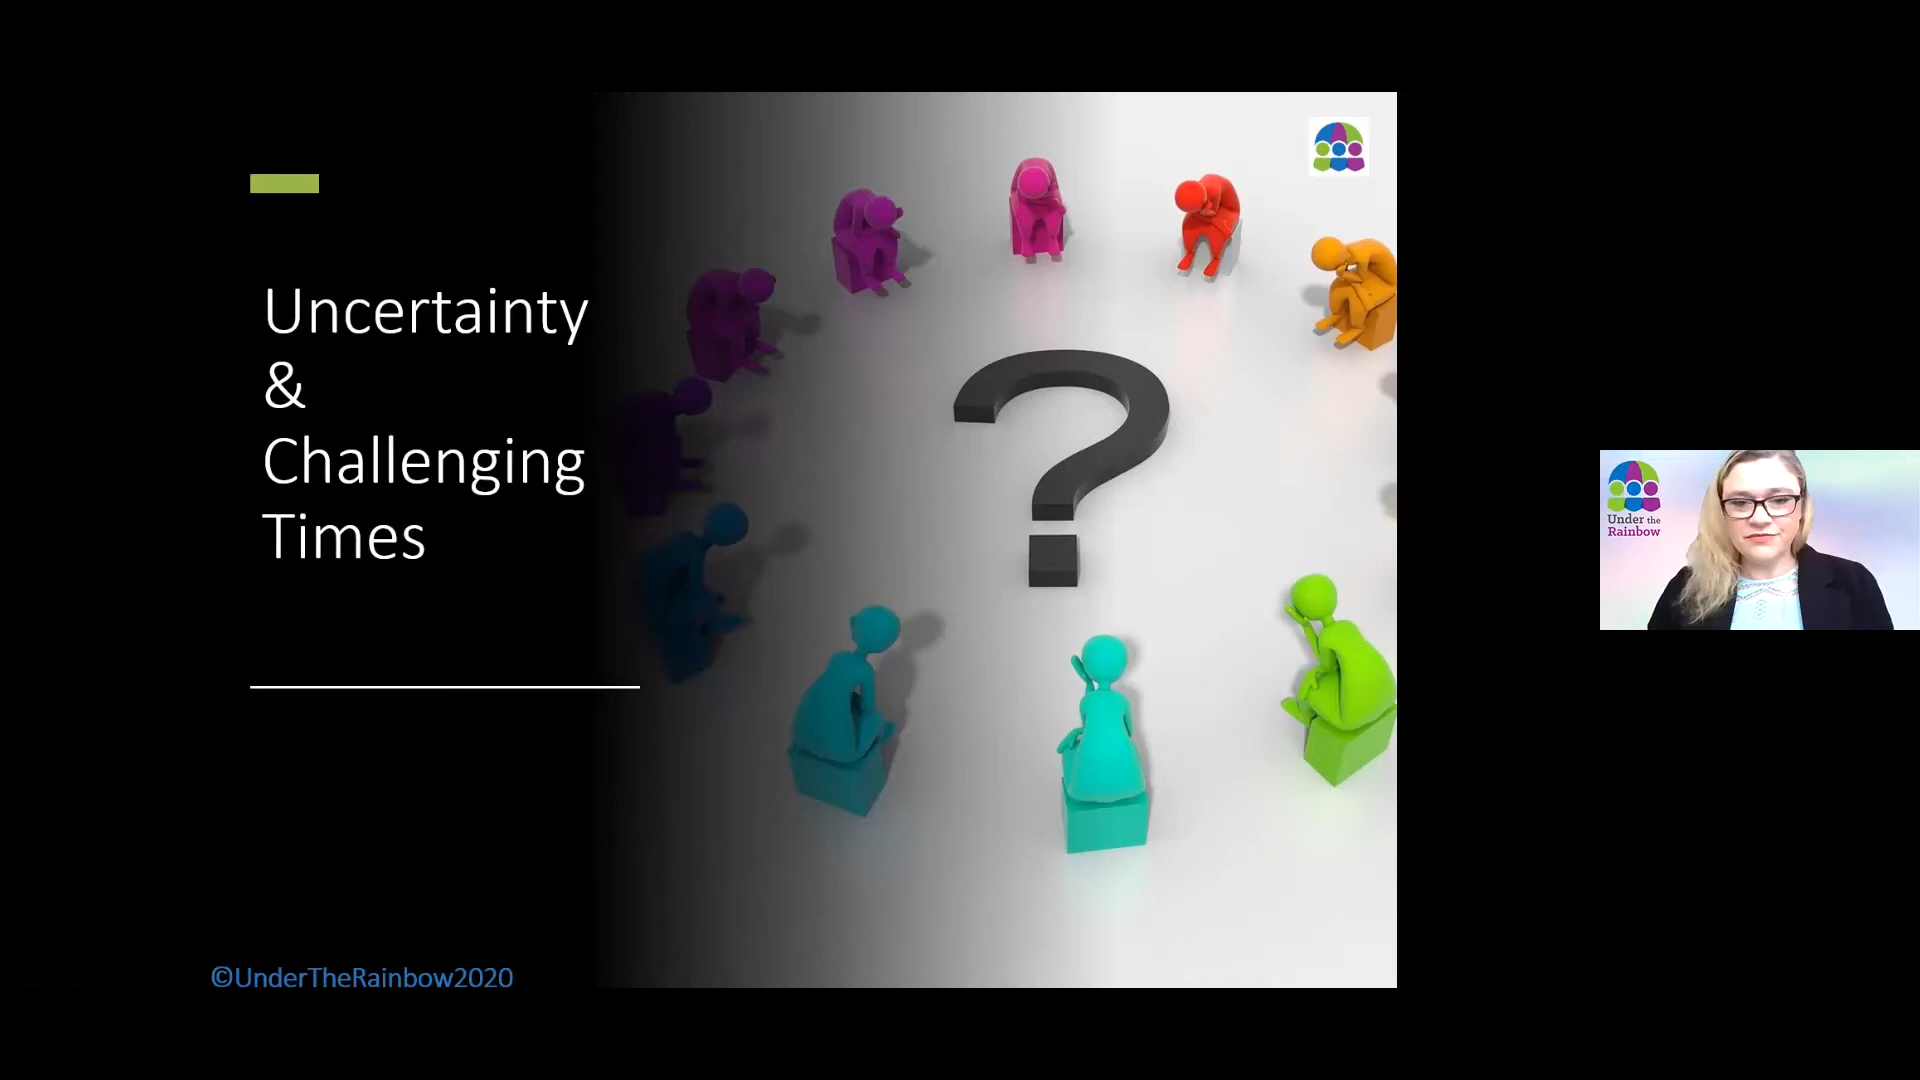 Uncertainty
&
Challenging
Times
©UnderTheRainbow2020
Under the
Rainbow